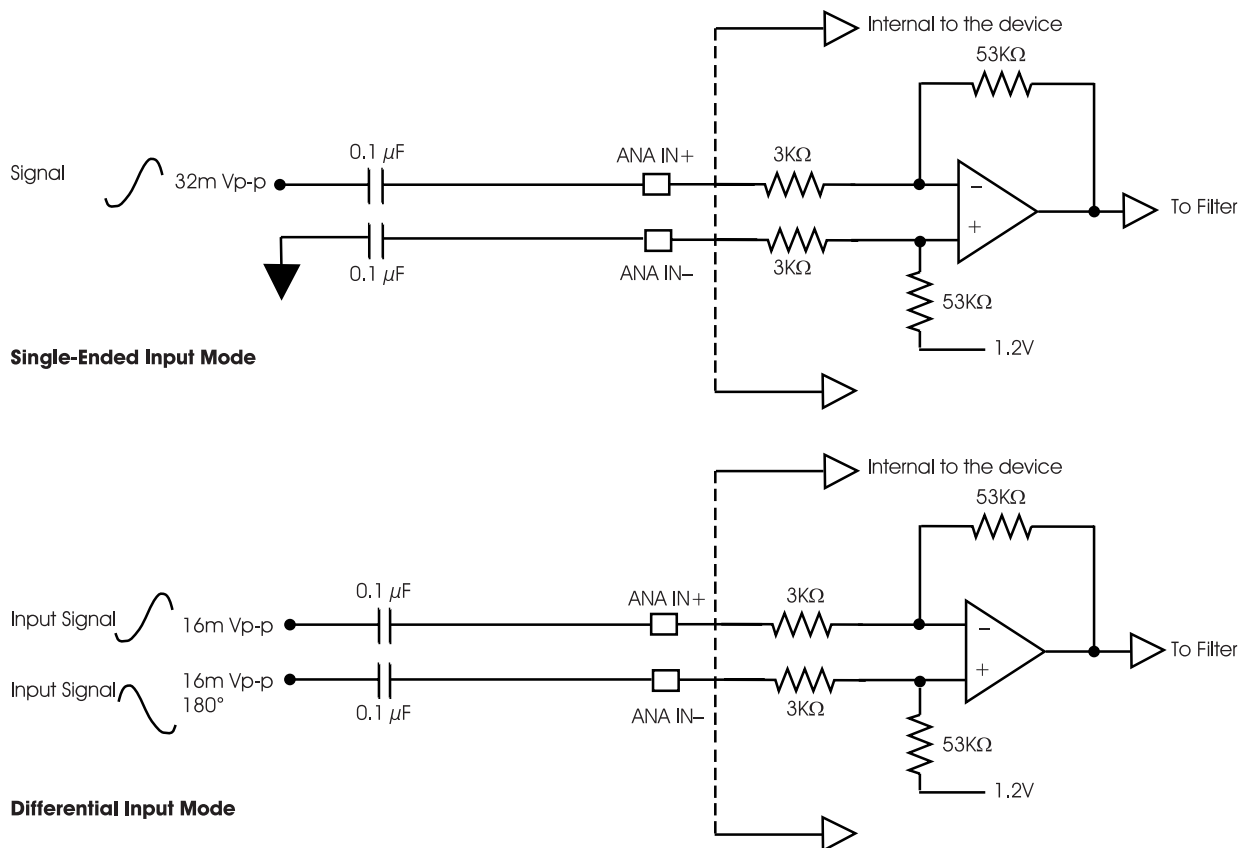 Internal to the device
53KΩ
0.1 µF
ANA IN+
3KΩ
Signal
32m Vp-p
−
To Filter
+
0.1 µF
ANA IN–
3KΩ
53KΩ
Single-Ended Input Mode
1.2V
Internal to the device
53KΩ
0.1 µF
ANA IN+
3KΩ
Input Signal
16m Vp-p
−
To Filter
Input Signal
16m Vp-p
180°
+
0.1 µF
ANA IN–
3KΩ
53KΩ
1.2V
Differential Input Mode